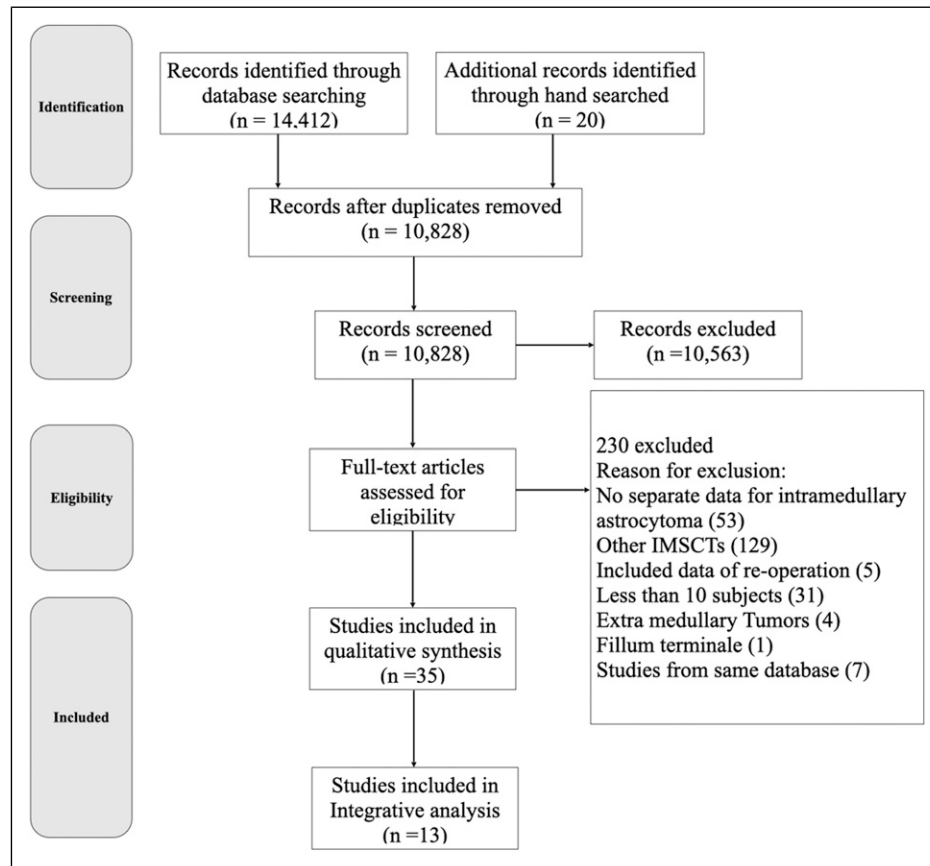 Identification
Records identified through
database searching
(n = 14,412)
Additional records identified
through hand searched
(n = 20)
Records after duplicates removed
(n = 10,828)
Screening
Records screened
(n = 10,828)
Records excluded
(n =10,563)
Eligibility
Full-text articles
assessed for
eligibility
230 excluded
Reason for exclusion:
No separate data for intramedullary
astrocytoma (53)
Other IMSCTs (129)
Included data of re-operation (5)
Less than 10 subjects (31)
Extra medullary Tumors (4)
Fillum terminale (1)
Studies from same database (7)
Included
Studies included in
qualitative synthesis
(n =35)
Studies included in
Integrative analysis
(n =13)